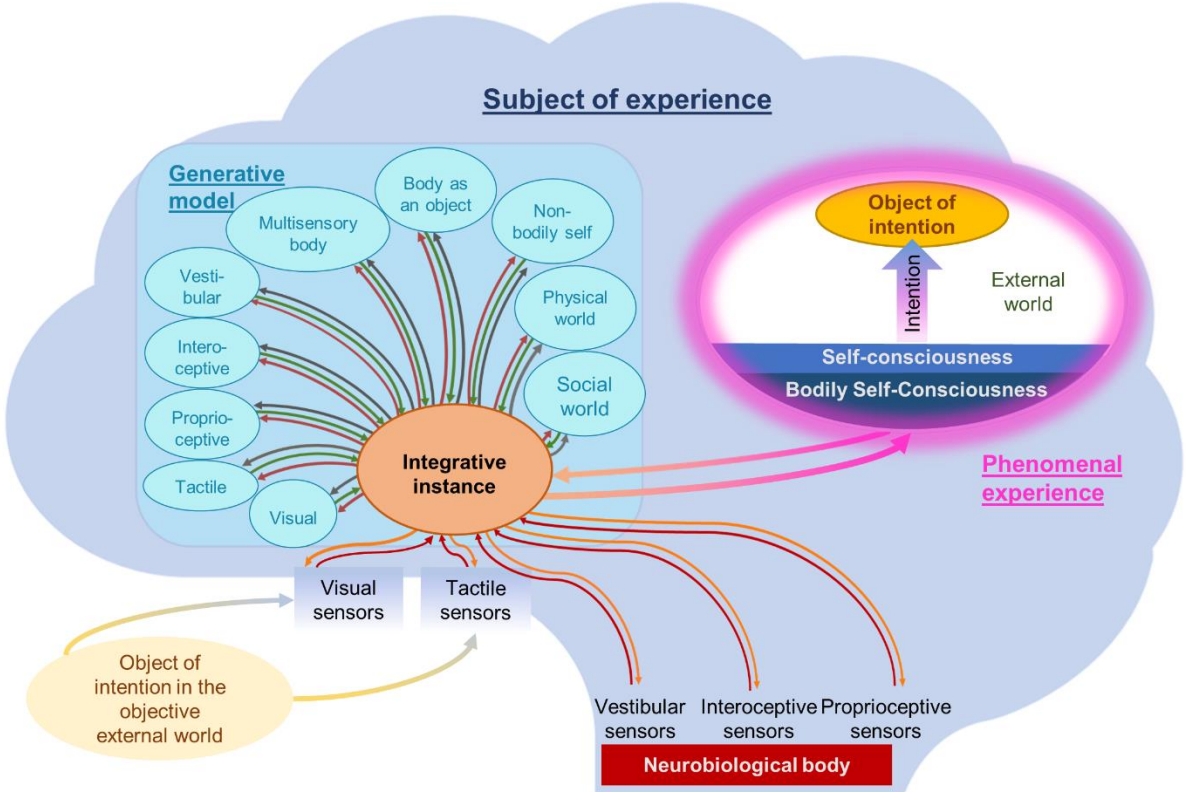 Subject of experience
Generative
model
Body as
an object
Non-
bodily self
Multisensory
body
Vesti-
bular
Physical
world
Intero-
ceptive
Social
world
Proprio-
ceptive
Tactile
Visual
Integrative
instance
Object of
intention
Intention
External
world
Self-consciousness
Bodily Self-Consciousness
Phenomenal
experience
Visual
sensors
Tactile
sensors
Object of
intention in the
objective
external world
Vestibular
sensors
Interoceptive
sensors
Proprioceptive
sensors
Neurobiological body